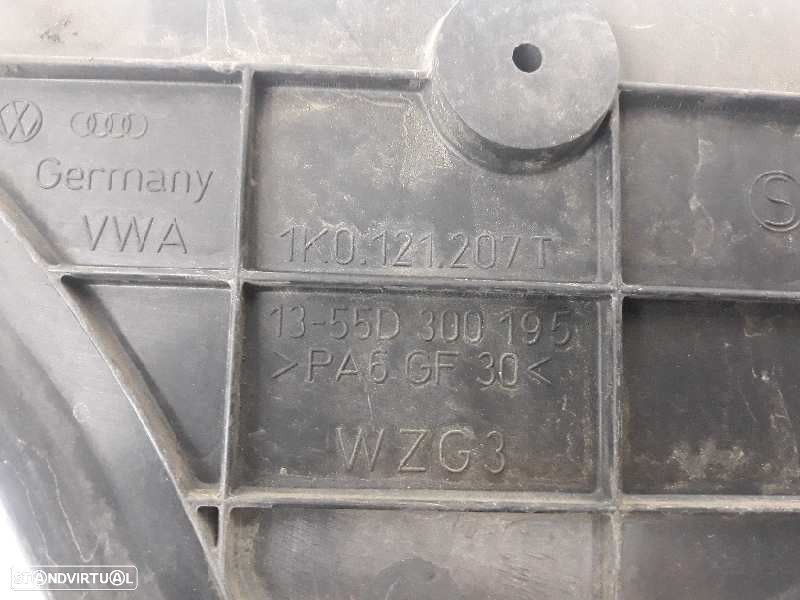 Germany
VWA
1K0.121.207 T
S
13-55D 300 195
>PA6 GF 30<
WZG3
STANDVIRTUAL